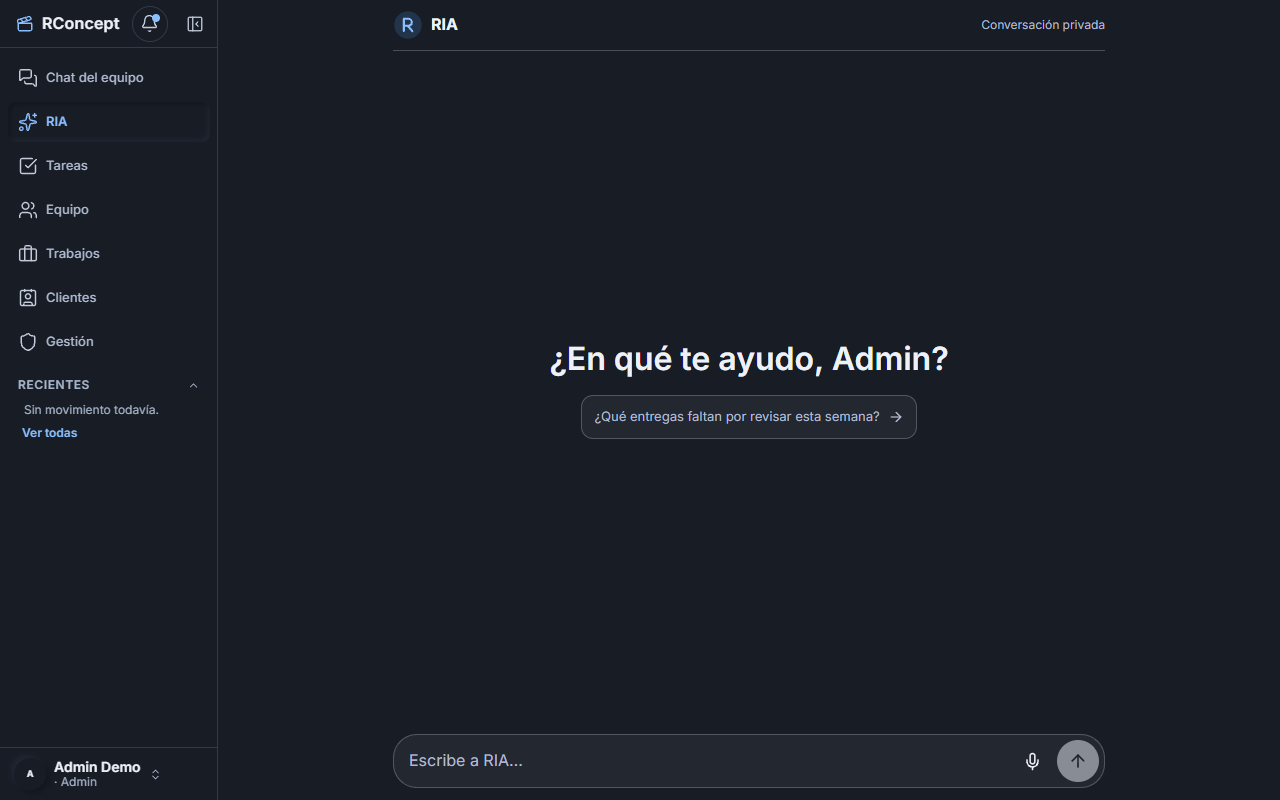 RConcept
Chat del equipo
RIA
Tareas
Equipo
Trabajos
Clientes
Gestión
RECIENTES
Sin movimiento todavía.
Ver todas
A
Admin Demo
· Admin
R
RIA
Conversación privada
¿En qué te ayudo, Admin?
¿Qué entregas faltan por revisar esta semana?
Escribe a RIA...